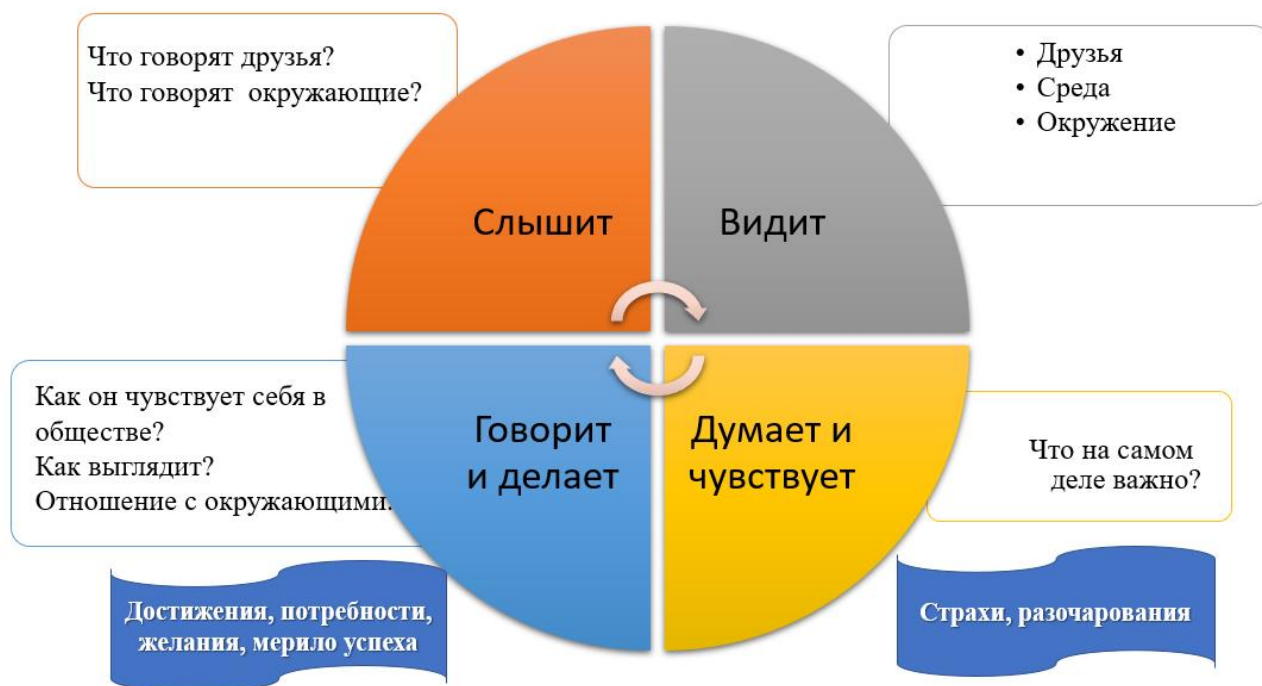 Что говорят друзья?
Что говорят окружающие?
• Друзья
• Среда
• Окружение
Слышит
Видит
Как он чувствует себя в
обществе?
Как выглядит?
Отношение с окружающими.
Говорит
и делает
Думает и
чувствует
Что на самом
деле важно?
Достижения, потребности,
желания, мерило успеха
Страхи, разочарования